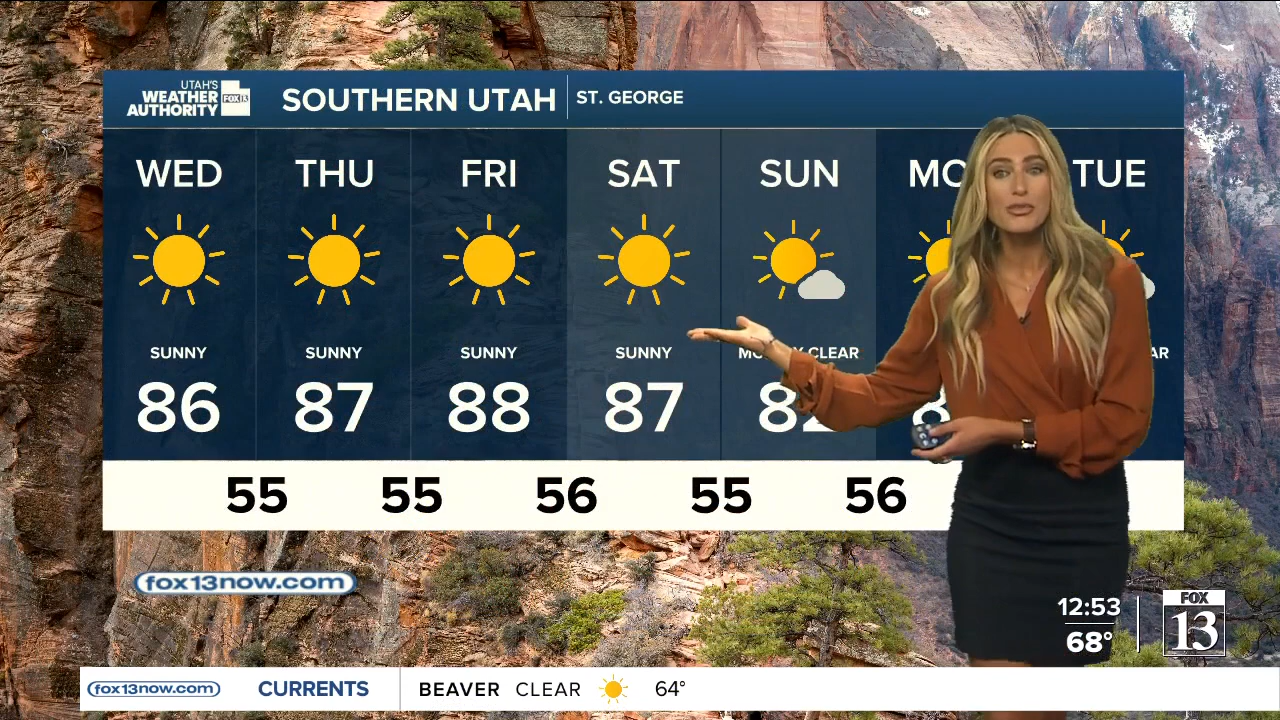 UTAH'S
WEATHER
AUTHORITY
FOX 13
SOUTHERN UTAH
ST. GEORGE
WED
THU
FRI
SAT
SUN
TUE
SUNNY
SUNNY
SUNNY
SUNNY
CLEAR
86
87
88
87
55
55
56
55
56
fox13now.com
12:53
68°
FOX
13
fox13now.com
CURRENTS
BEAVER CLEAR 64°